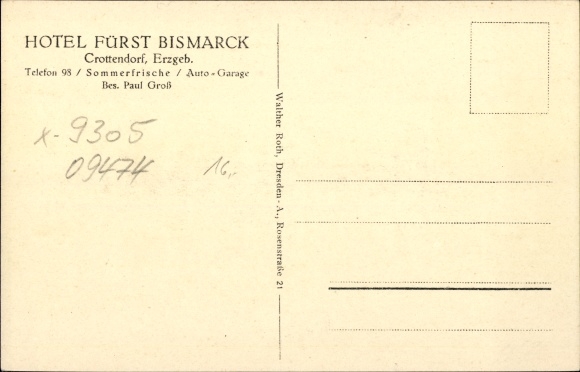 HOTEL FÜRST BISMARCK
Crottendorf, Erzgeb.
Telefon 98 / Sommerfrische / Auto-Garage
Bes. Paul Groß
x-9305
09474
16,-
Walther Roth, Dresden-A., Rosenstraße 21